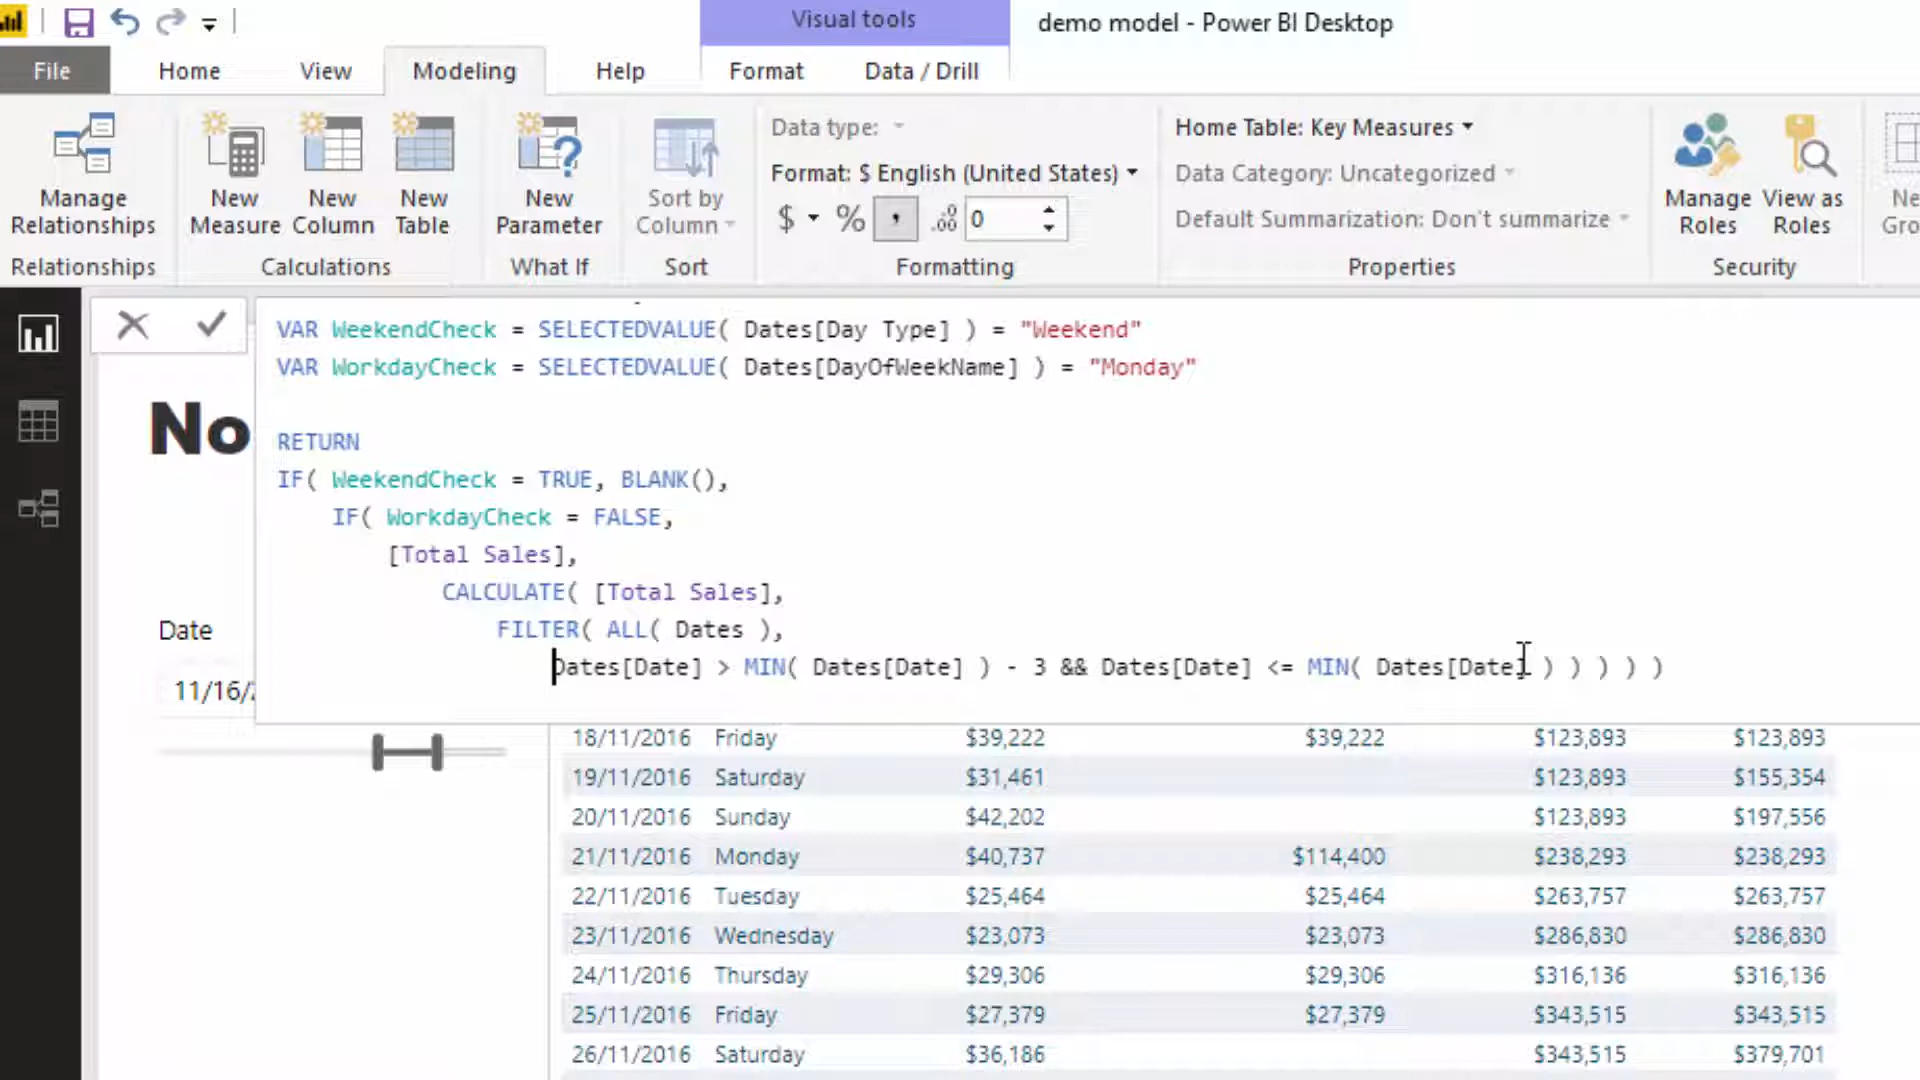 Visual tools
demo model - Power BI Desktop
File Home View Modeling Help Format Data / Drill
Manage Relationships
New Measure
New Column
New Table
New Parameter
Sort by Column
Data type:
Format: $ English (United States)
$ % , .00 0
Home Table: Key Measures
Data Category: Uncategorized
Default Summarization: Don't summarize
Manage Roles
View as Roles
Relationships Calculations What If Sort Formatting Properties Security
VAR WeekendCheck = SELECTEDVALUE( Dates[Day Type] ) = "Weekend"
VAR WorkdayCheck = SELECTEDVALUE( Dates[DayOfWeekName] ) = "Monday"
RETURN
IF( WeekendCheck = TRUE, BLANK(),
IF( WorkdayCheck = FALSE,
[Total Sales],
CALCULATE( [Total Sales],
FILTER( ALL( Dates ),
Dates[Date] > MIN( Dates[Date] ) - 3 && Dates[Date] <= MIN( Dates[Date] ) ) ) ) )
No
Date
11/16/
18/11/2016 Friday $39,222 $39,222 $123,893 $123,893
19/11/2016 Saturday $31,461 $123,893 $155,354
20/11/2016 Sunday $42,202 $123,893 $197,556
21/11/2016 Monday $40,737 $114,400 $238,293 $238,293
22/11/2016 Tuesday $25,464 $25,464 $263,757 $263,757
23/11/2016 Wednesday $23,073 $23,073 $286,830 $286,830
24/11/2016 Thursday $29,306 $29,306 $316,136 $316,136
25/11/2016 Friday $27,379 $27,379 $343,515 $343,515
26/11/2016 Saturday $36,186 $343,515 $379,701